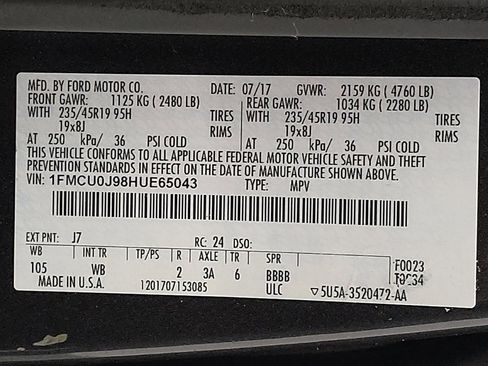 MFD. BY FORD MOTOR CO. DATE: 07/17 GVWR: 2159 KG (4760 LB)
FRONT GAWR: 1125 KG (2480 LB) REAR GAWR: 1034 KG (2280 LB)
WITH 235/45R19 95H TIRES WITH 235/45R19 95H TIRES
19x8J RIMS 19x8J RIMS
AT 250 kPa/ 36 PSI COLD AT 250 kPa/ 36 PSI COLD
THIS VEHICLE CONFORMS TO ALL APPLICABLE FEDERAL MOTOR VEHICLE SAFETY AND THEFT
PREVENTION STANDARDS IN EFFECT ON THE DATE OF MANUFACTURE SHOWN ABOVE.
VIN: 1FMCU0J98HUE65043 TYPE: MPV
EXT PNT: J7 RC: 24 DSO:
WB INT TR TP/PS R AXLE TR SPR F0023
105 WB 2 3A 6 BBBB T0234
MADE IN U.S.A. 1201707153085 ULC ▽5U5A-3520472-AA